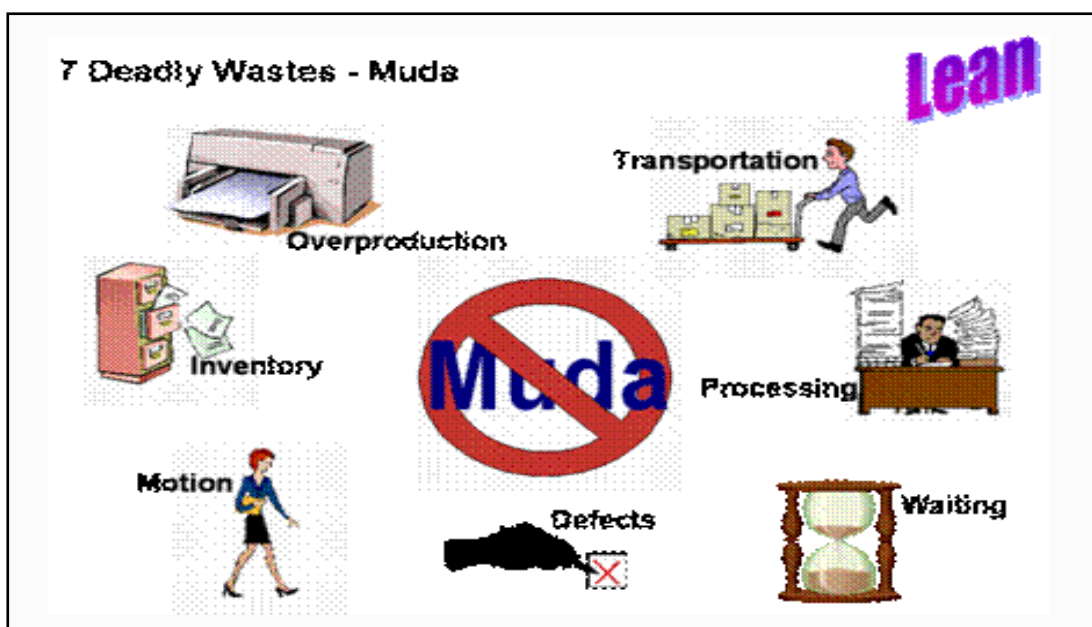 7 Deadly Wastes - Muda
Lean
Transportation
Overproduction
Inventory
Muda
Processing
Motion
Defects
Waiting